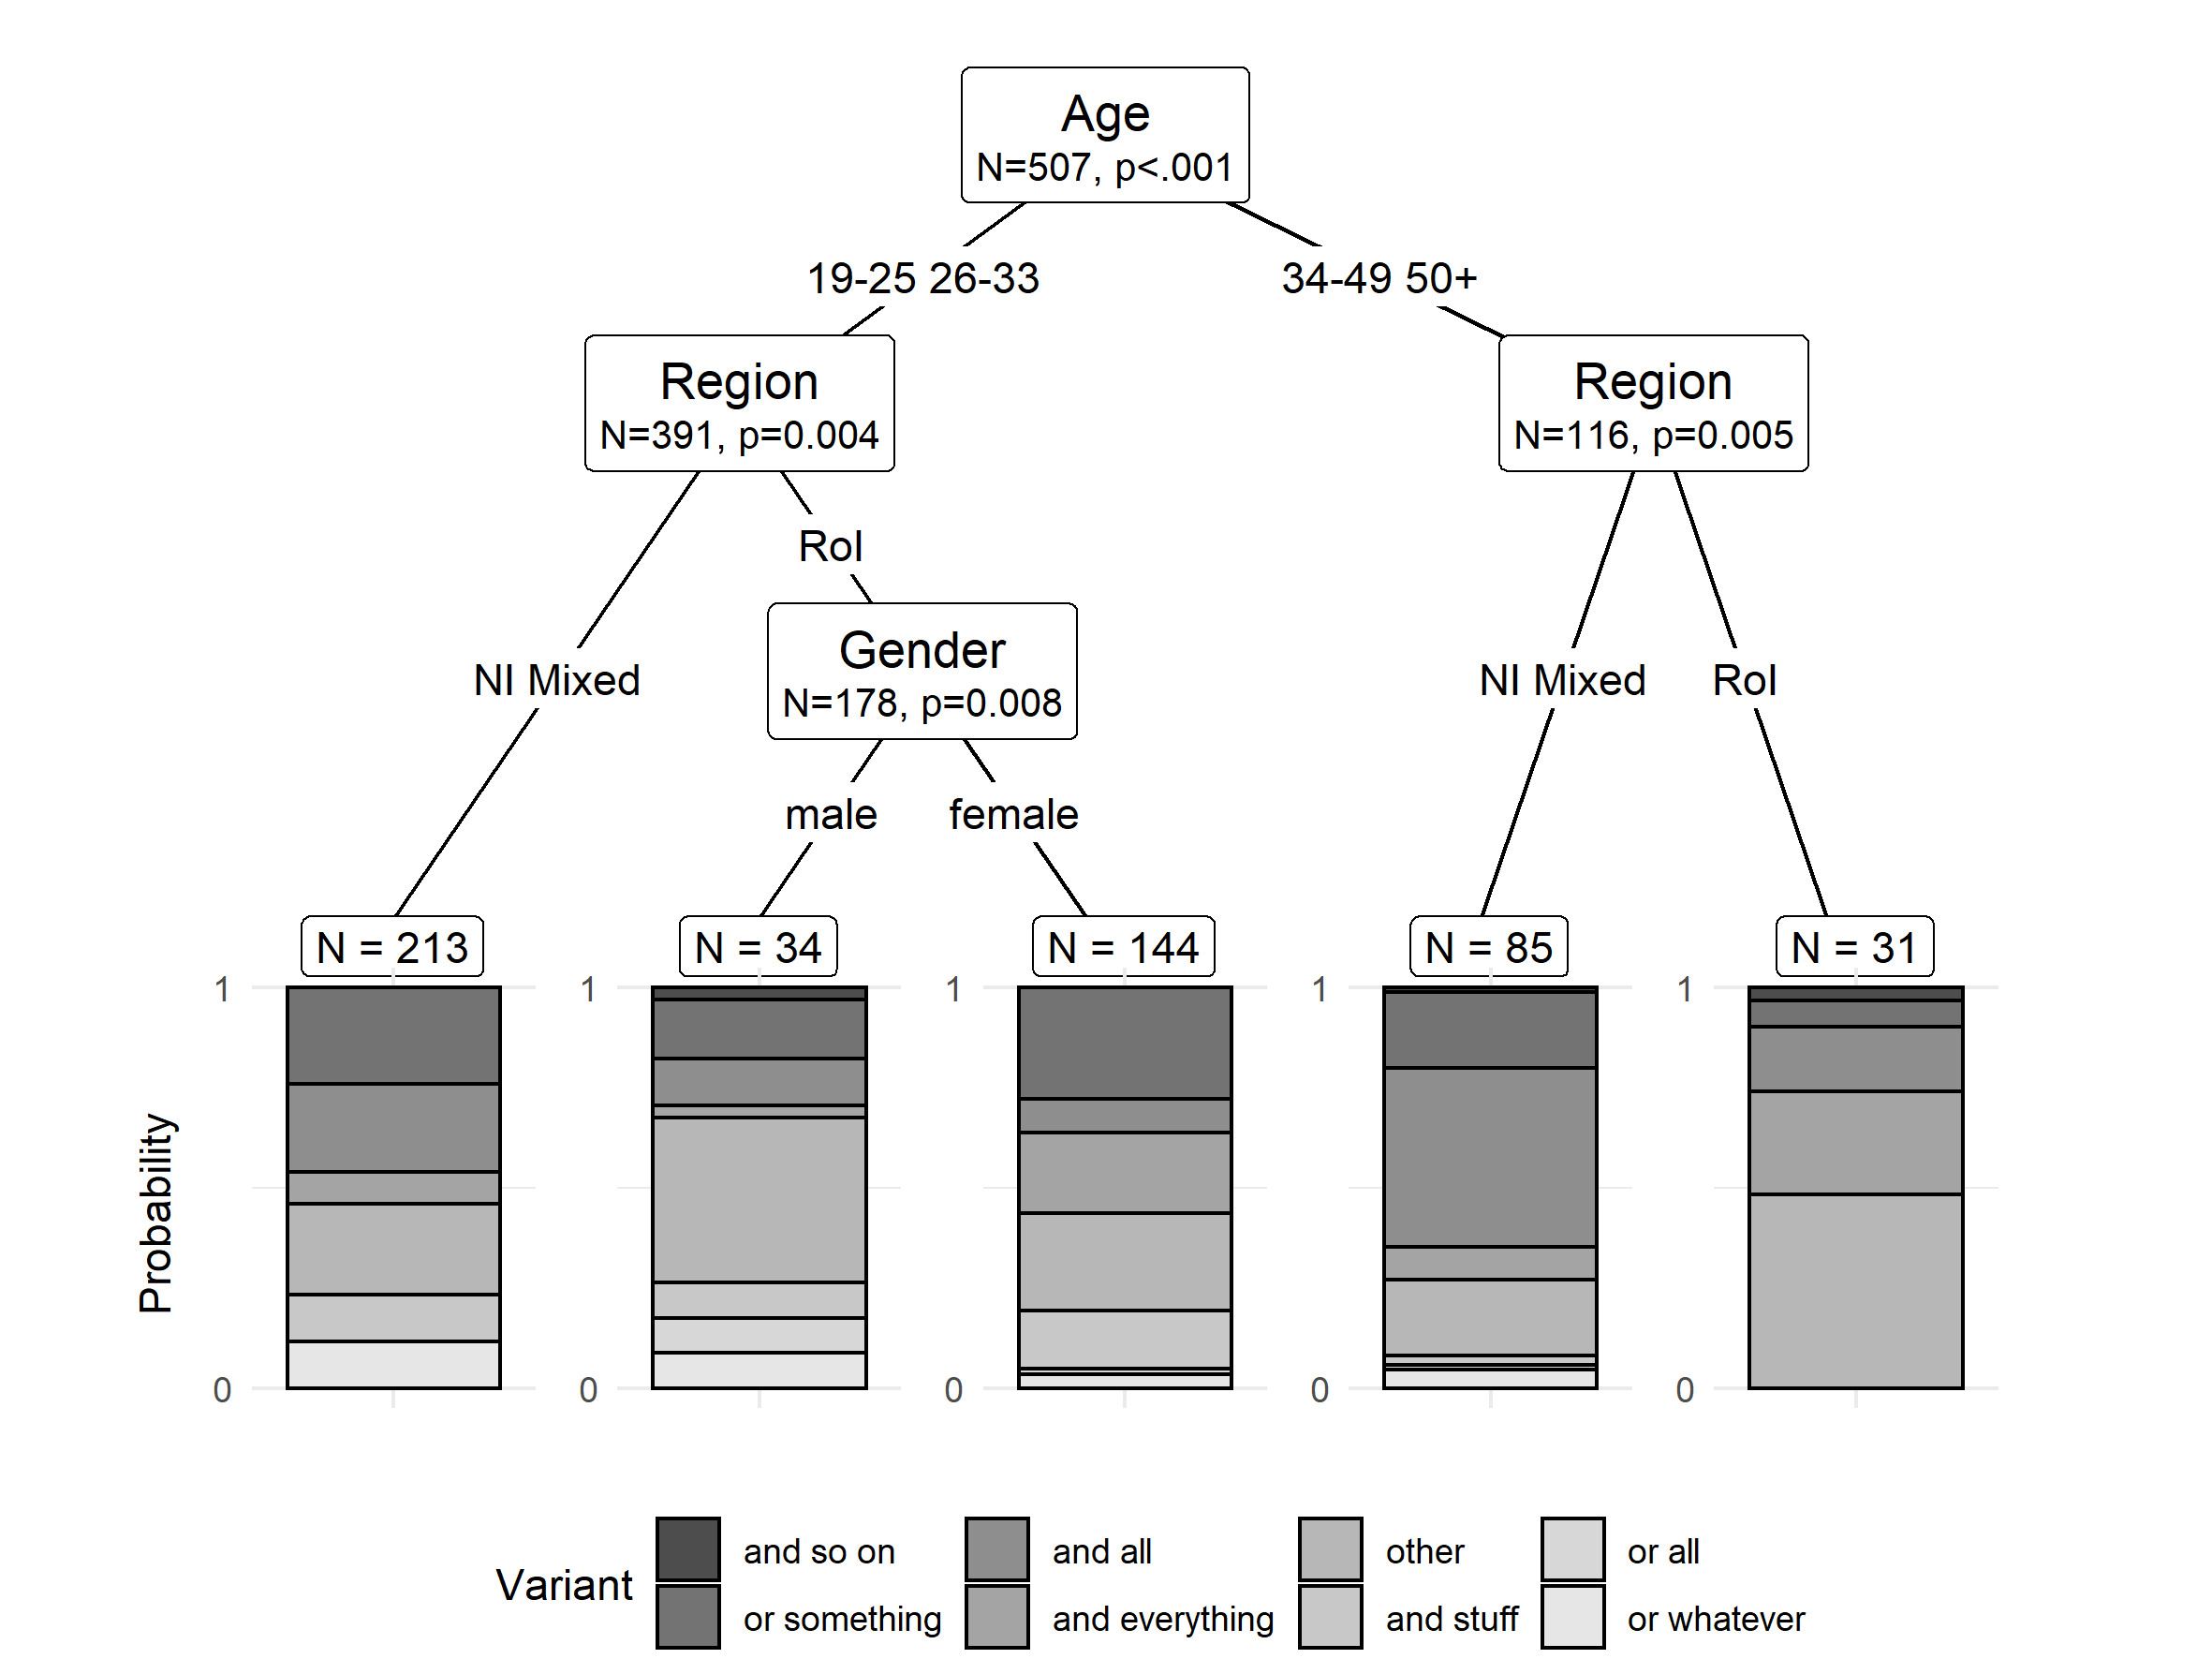 Age
N=507, p<.001
19-25 26-33
34-49 50+
Region
N=391, p=0.004
Region
N=116, p=0.005
RoI
NI Mixed
Gender
N=178, p=0.008
NI Mixed
RoI
male
female
N = 213
N = 34
N = 144
N = 85
N = 31
1
1
1
1
1
Probability
0
0
0
0
0
Variant
and so on
and all
other
or all
or something
and everything
and stuff
or whatever